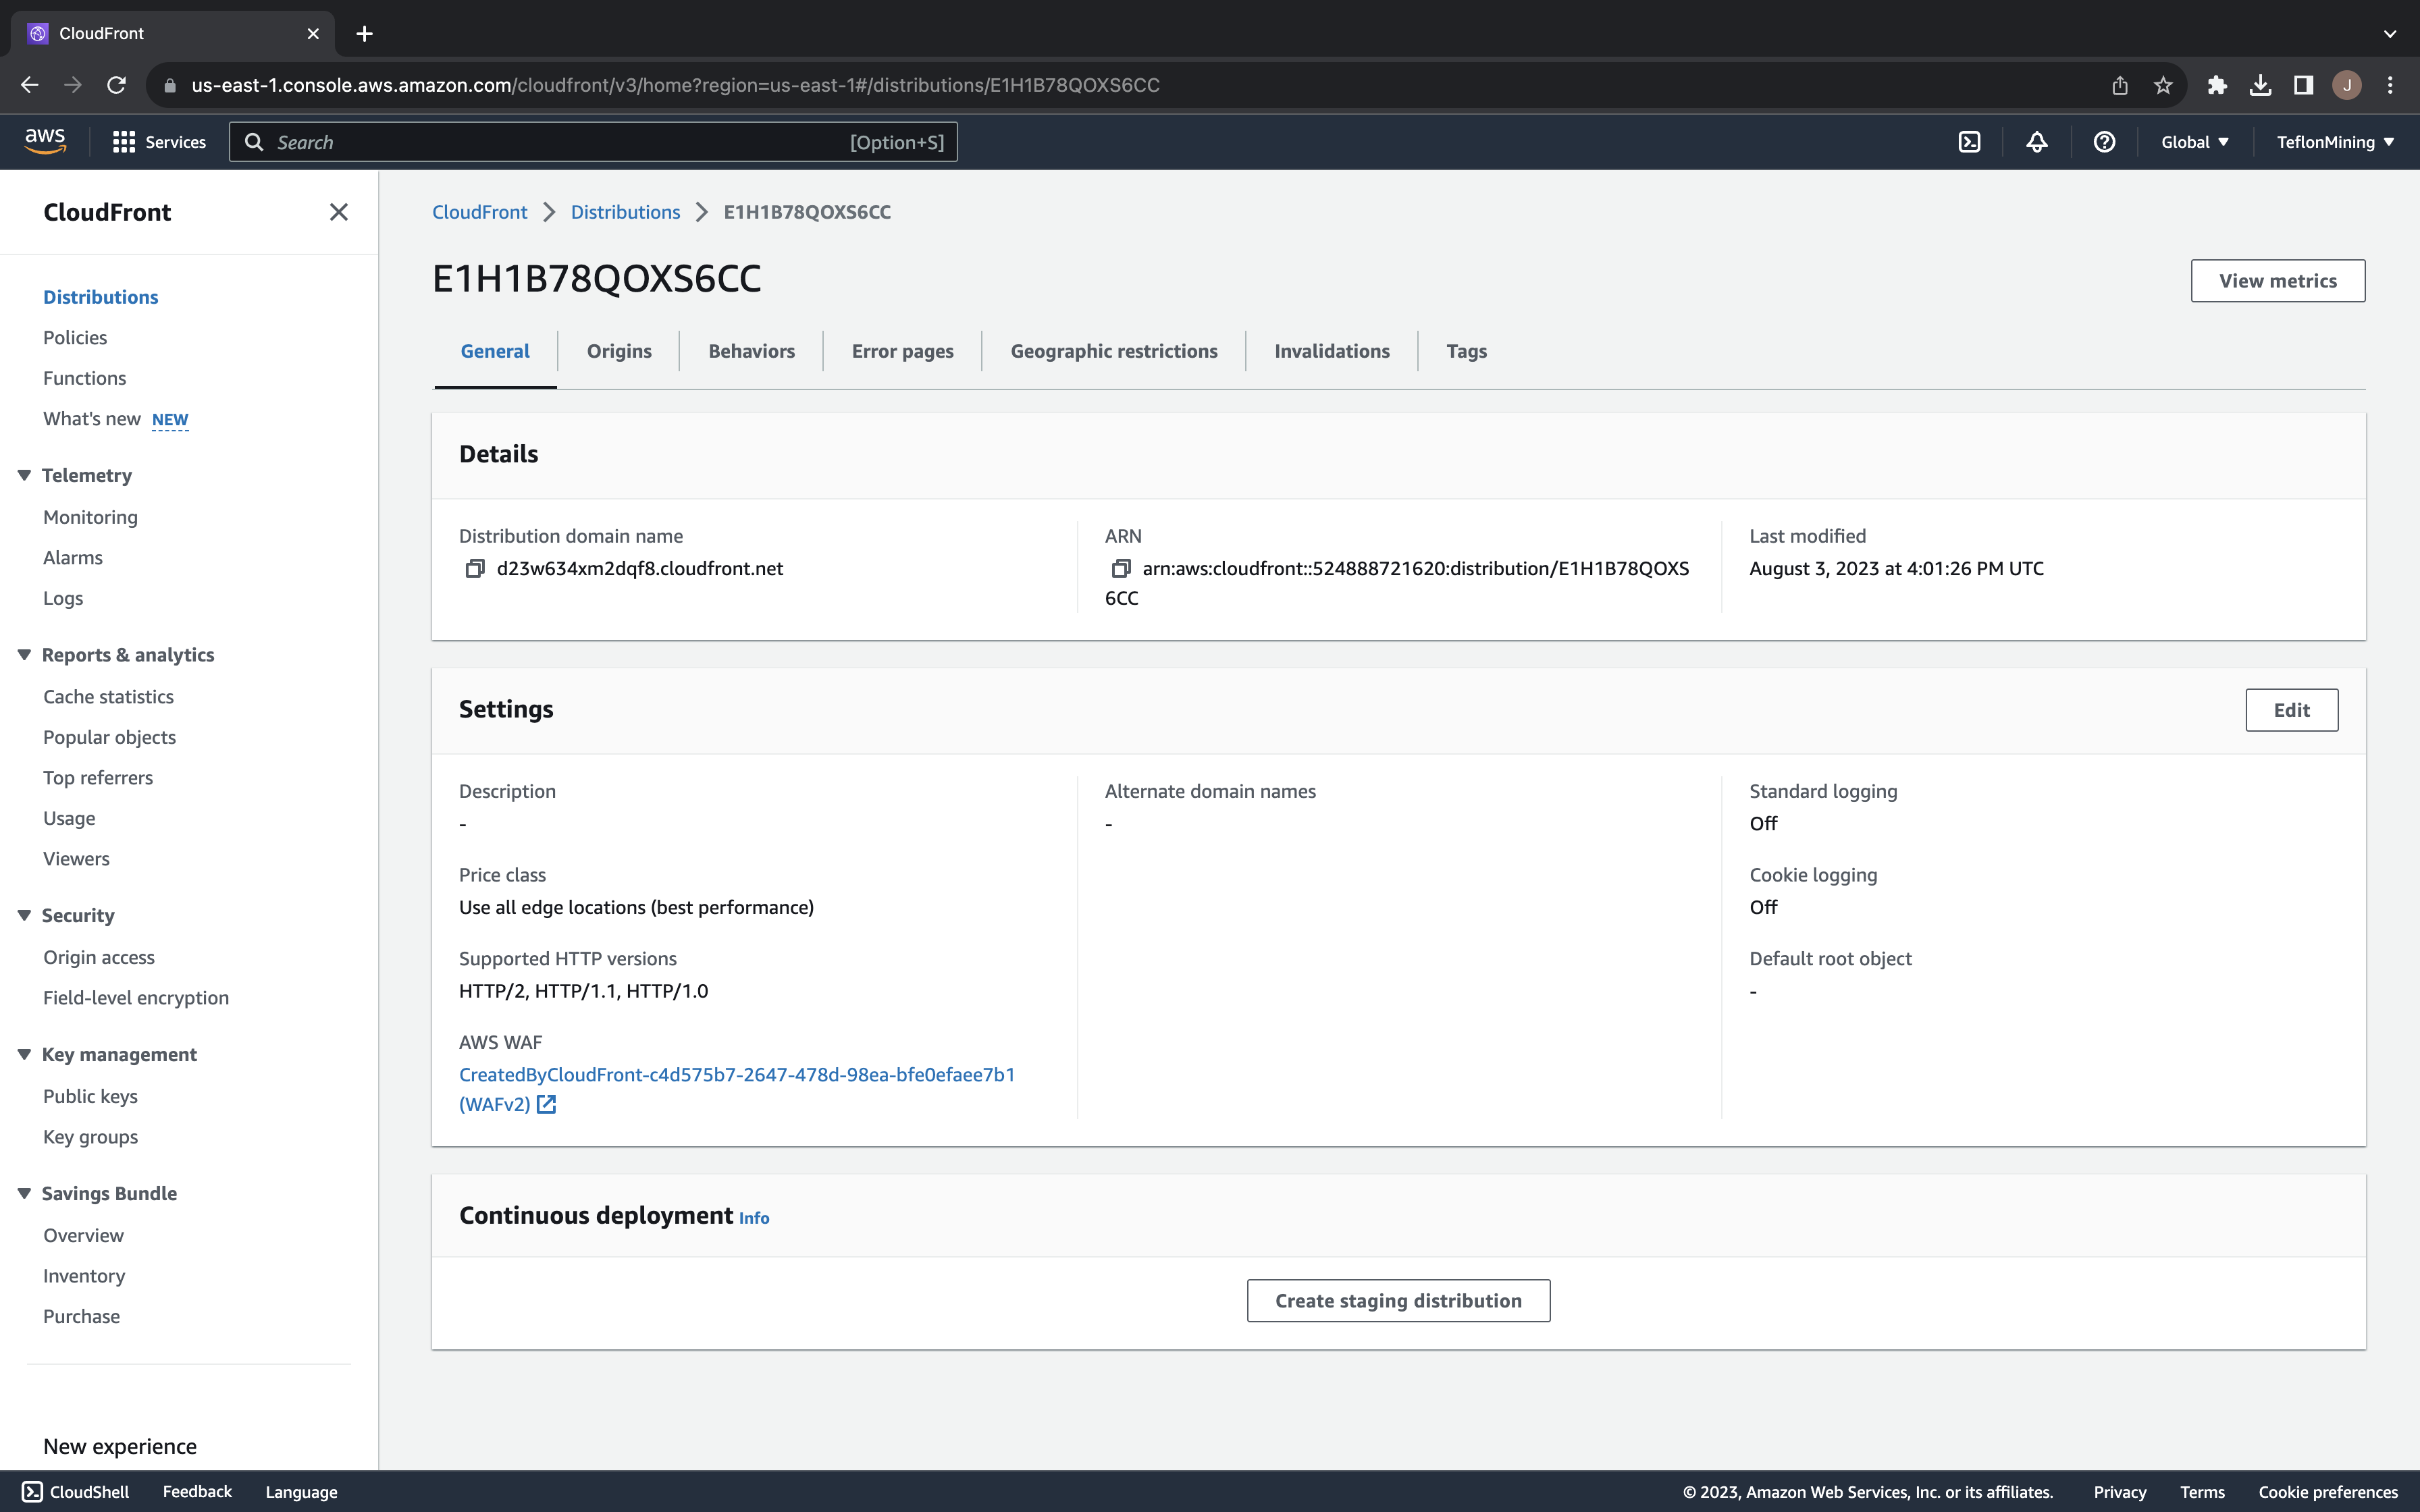 CloudFront
us-east-1.console.aws.amazon.com/cloudfront/v3/home?region=us-east-1#/distributions/E1H1B78QOXS6CC
J
aws
Services
Search
[Option+S]
Global
TeflonMining
CloudFront
Distributions
Policies
Functions
What's new NEW
Telemetry
Monitoring
Alarms
Logs
Reports & analytics
Cache statistics
Popular objects
Top referrers
Usage
Viewers
Security
Origin access
Field-level encryption
Key management
Public keys
Key groups
Savings Bundle
Overview
Inventory
Purchase
New experience
CloudFront
Distributions
E1H1B78QOXS6CC
E1H1B78QOXS6CC
View metrics
General
Origins
Behaviors
Error pages
Geographic restrictions
Invalidations
Tags
Details
Distribution domain name
d23w634xm2dqf8.cloudfront.net
ARN
arn:aws:cloudfront::524888721620:distribution/E1H1B78QOXS
6CC
Last modified
August 3, 2023 at 4:01:26 PM UTC
Settings
Edit
Description
-
Price class
Use all edge locations (best performance)
Supported HTTP versions
HTTP/2, HTTP/1.1, HTTP/1.0
AWS WAF
CreatedByCloudFront-c4d575b7-2647-478d-98ea-bfe0efaee7b1
(WAFv2)
Alternate domain names
-
Standard logging
Off
Cookie logging
Off
Default root object
-
Continuous deployment Info
Create staging distribution
CloudShell
Feedback
Language
© 2023, Amazon Web Services, Inc. or its affiliates.
Privacy
Terms
Cookie preferences